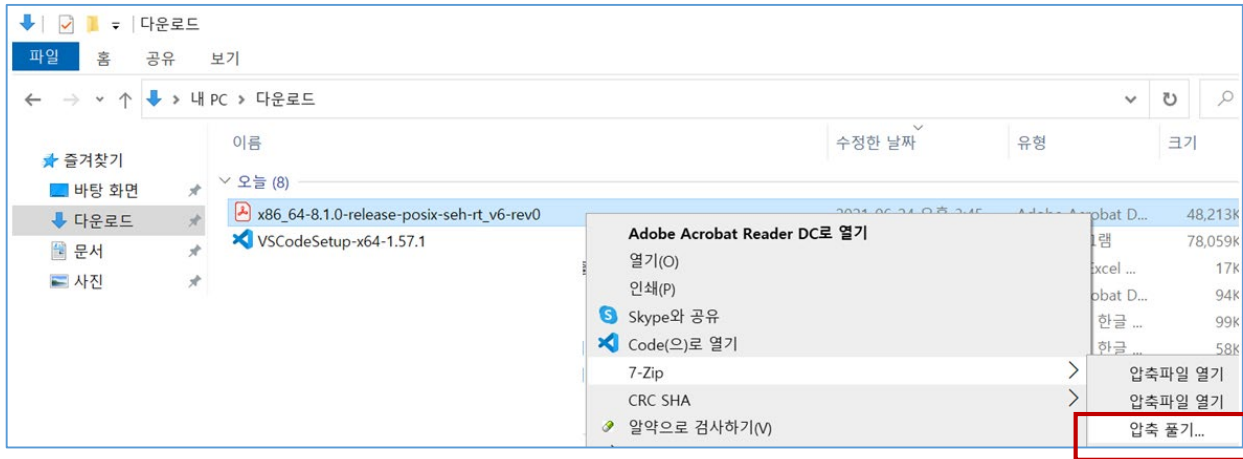 다운로드
파일 홈 공유 보기
내 PC > 다운로드
이름 수정한 날짜 유형 크기
즐겨찾기
오늘 (8)
바탕 화면
x86_64-8.1.0-release-posix-seh-rt_v6-rev0 48,213K
다운로드
VSCodeSetup-x64-1.57.1 78,059K
문서
사진
Adobe Acrobat Reader DC로 열기
열기(O) 17K
인쇄(P) 94K
Skype와 공유 한글 ... 99K
Code(으)로 열기 한글 ... 58K
7-Zip 압축파일 열기
CRC SHA 압축파일 열기
알약으로 검사하기(V) 압축 풀기...